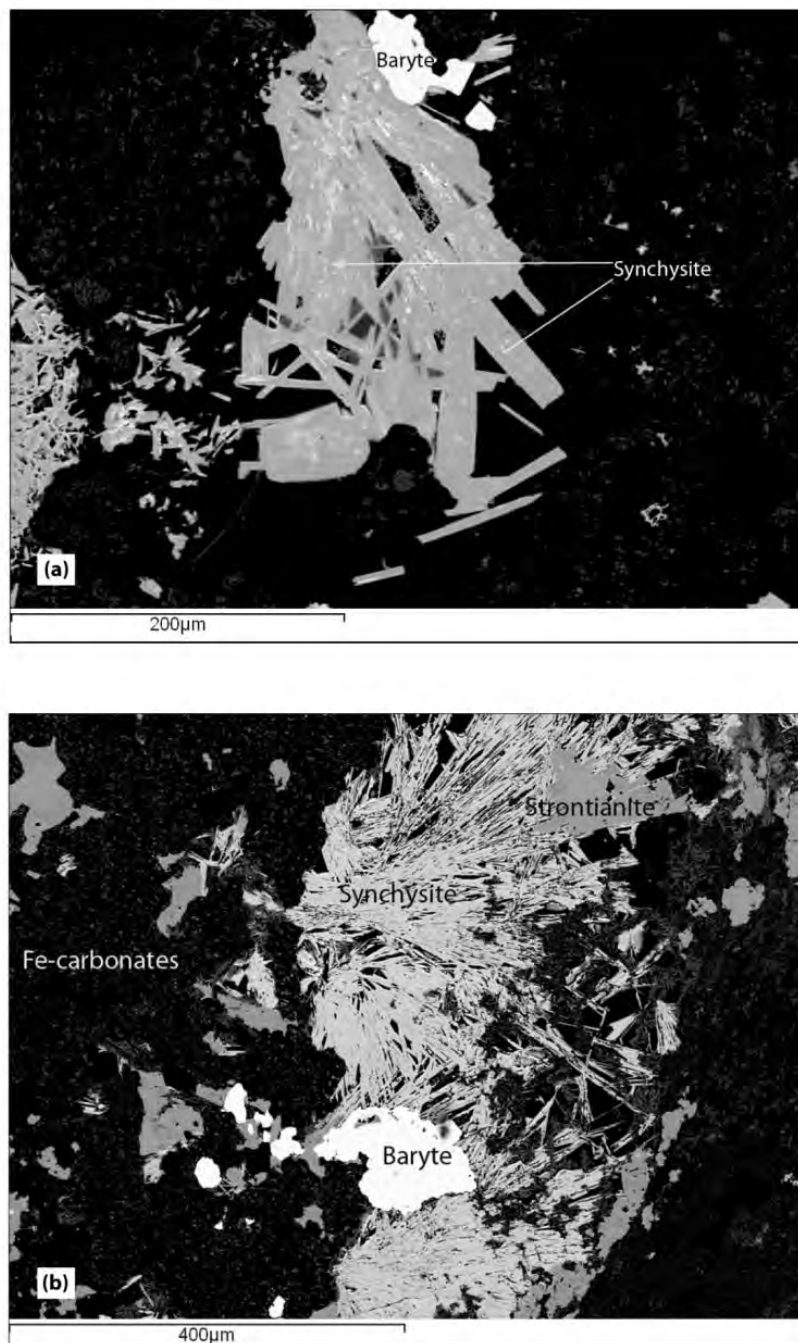 Baryte
Synchysite
(a)
200µm
Strontianite
Synchysite
Fe-carbonates
Baryte
(b)
400µm